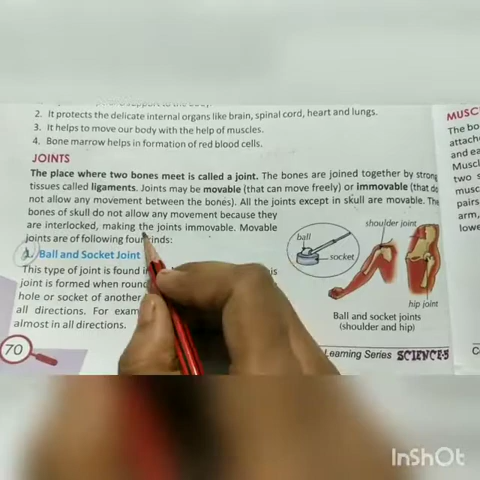 2. It protects the delicate internal organs like brain, spinal cord, heart and lungs.
3. It helps to move our body with the help of muscles.
4. Bone marrow helps in formation of red blood cells.
JOINTS
The place where two bones meet is called a joint. The bones are joined together by strong
tissues called ligaments. Joints may be movable (that can move freely) or immovable (that do
not allow any movement between the bones). All the joints except in skull are movable. The
bones of skull do not allow any movement because they
are interlocked, making the joints immovable. Movable
joints are of following four kinds:
1. Ball and Socket Joint
This type of joint is found
joint is formed when round
hole or socket of another
all directions. For
almost in all directions.
ball
socket
shoulder joint
hip joint
Ball and socket joints
(shoulder and hip)
70
Learning Series SCIENCE-5
MUSC
The bo
attach
and ea
Muscl
two s
musc
pairs
arm,
lowe
InShOt